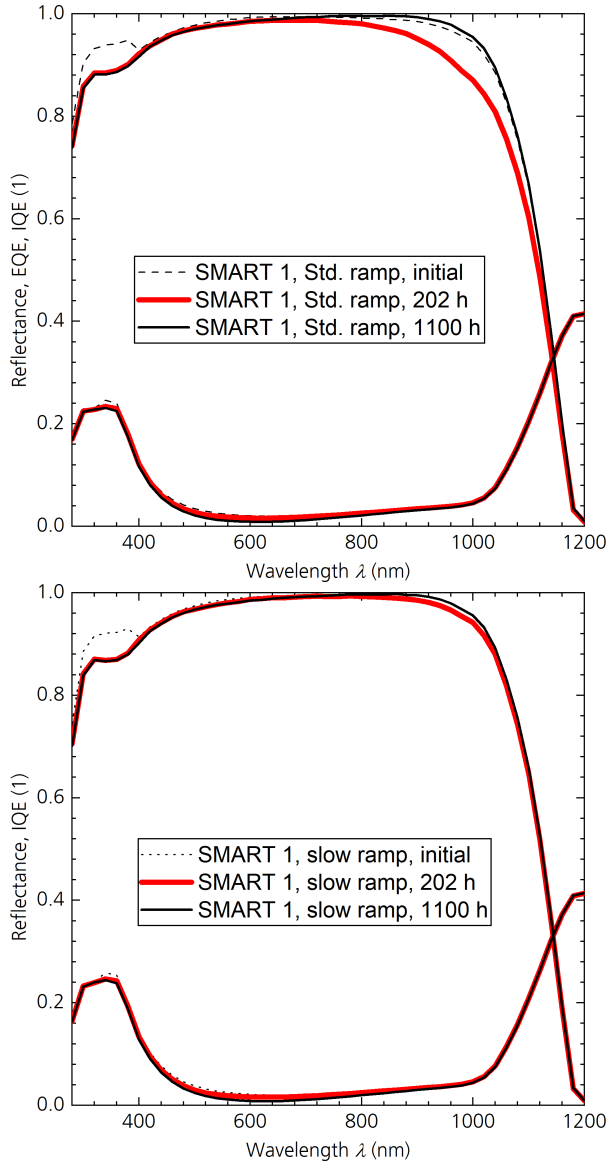 1.0
0.8
0.6
0.4
0.2
0.0
Reflectance, EQE, IQE (1)
SMART 1, Std. ramp, initial
SMART 1, Std. ramp, 202 h
SMART 1, Std. ramp, 1100 h
400
600
800
1000
1200
Wavelength λ (nm)
1.0
0.8
0.6
0.4
0.2
0.0
Reflectance, IQE (1)
SMART 1, slow ramp, initial
SMART 1, slow ramp, 202 h
SMART 1, slow ramp, 1100 h
400
600
800
1000
1200
Wavelength λ (nm)